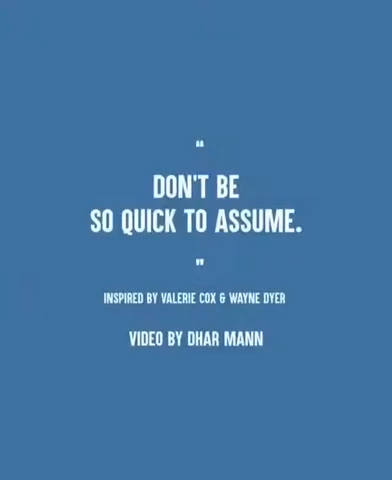 “
DON'T BE
SO QUICK TO ASSUME.
”
INSPIRED BY VALERIE COX & WAYNE DYER
VIDEO BY DHAR MANN